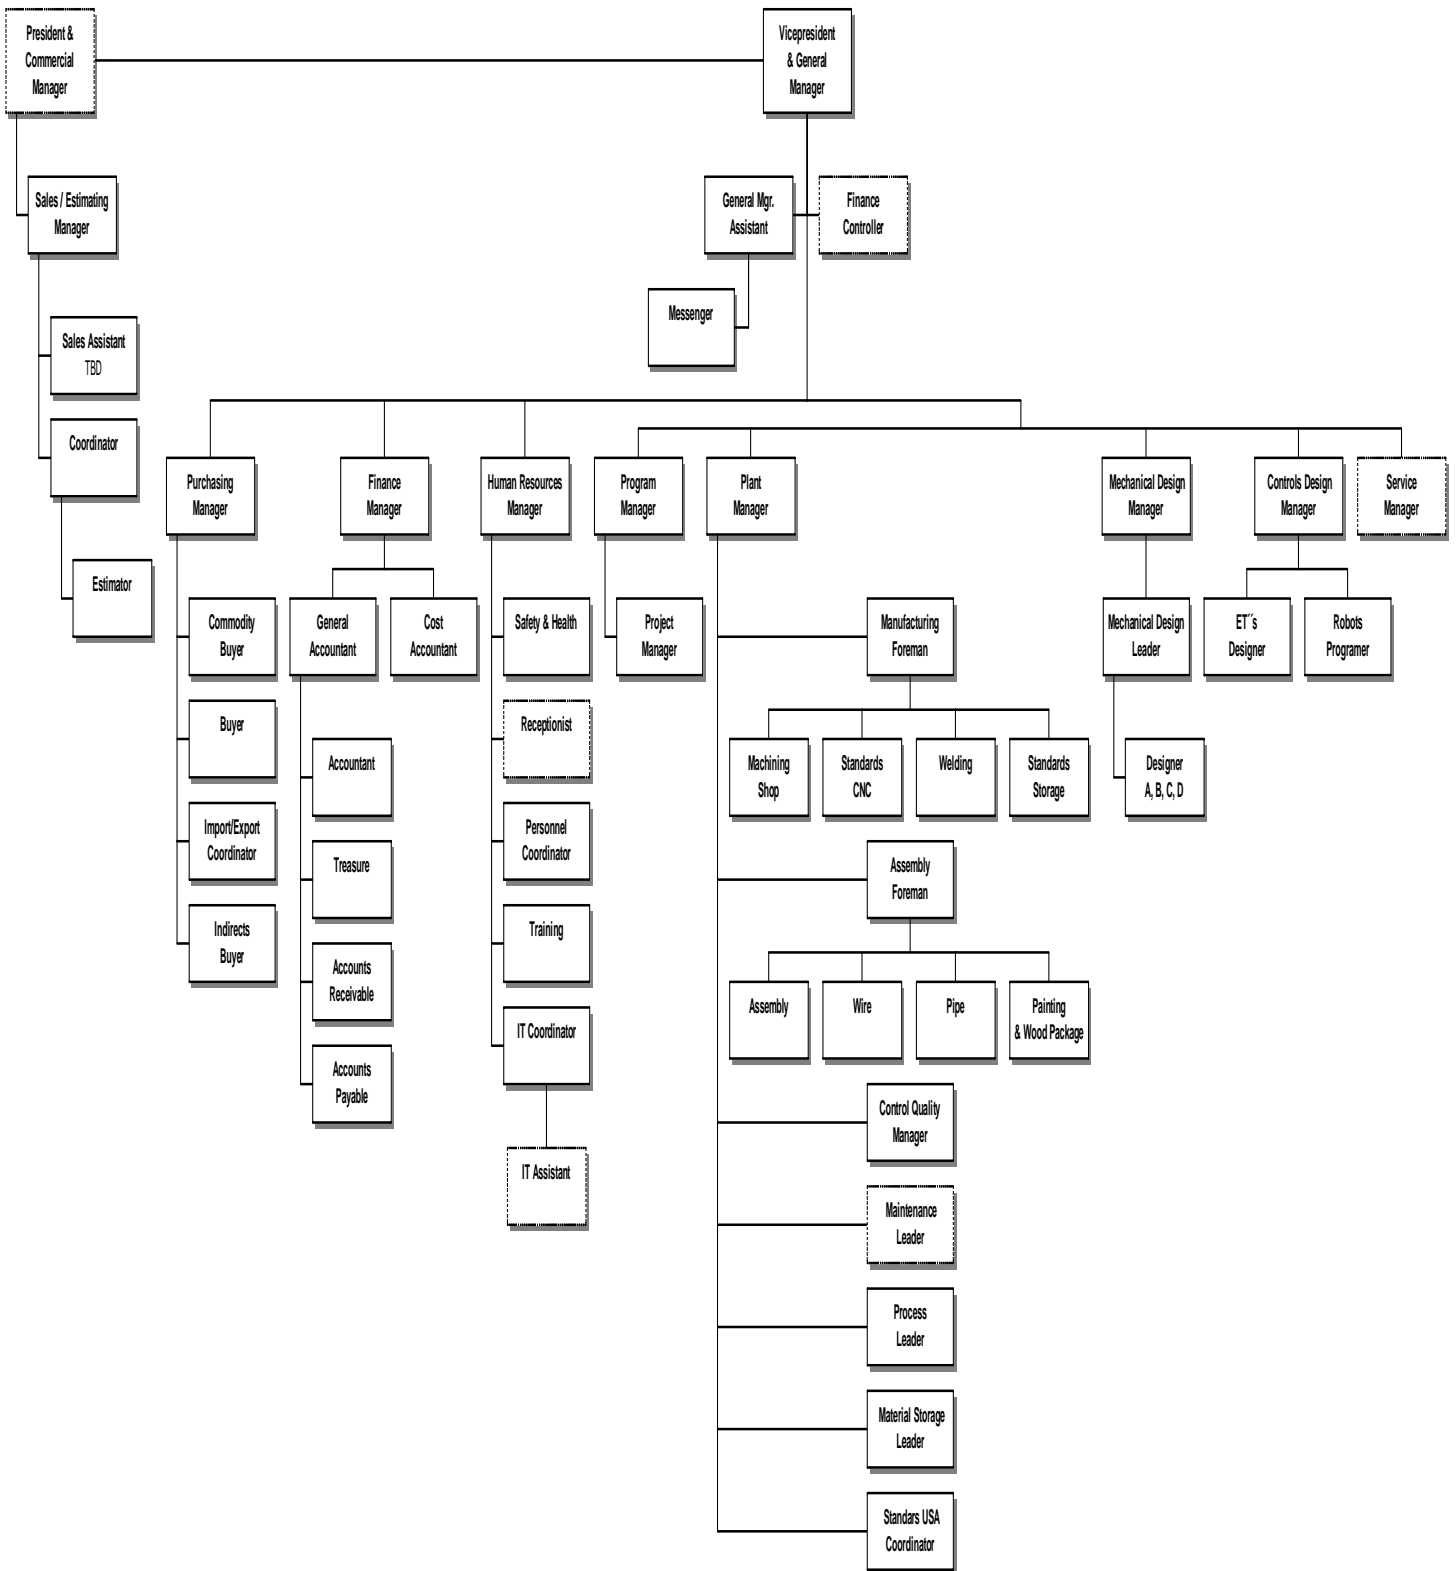 President &
Commercial
Manager
Vicepresident
& General
Manager
Sales / Estimating
Manager
General Mgr.
Assistant
Finance
Controller
Messenger
Sales Assistant
TBD
Coordinator
Estimator
Purchasing
Manager
Finance
Manager
Human Resources
Manager
Program
Manager
Plant
Manager
Mechanical Design
Manager
Controls Design
Manager
Service
Manager
Commodity
Buyer
Buyer
Import/Export
Coordinator
Indirects
Buyer
General
Accountant
Cost
Accountant
Accountant
Treasure
Accounts
Receivable
Accounts
Payable
Safety & Health
Receptionist
Personnel
Coordinator
Training
IT Coordinator
IT Assistant
Project
Manager
Manufacturing
Foreman
Machining
Shop
Standards
CNC
Welding
Standards
Storage
Assembly
Foreman
Assembly
Wire
Pipe
Painting
& Wood Package
Control Quality
Manager
Maintenance
Leader
Process
Leader
Material Storage
Leader
Standars USA
Coordinator
Mechanical Design
Leader
Designer
A, B, C, D
ET´´s
Designer
Robots
Programer